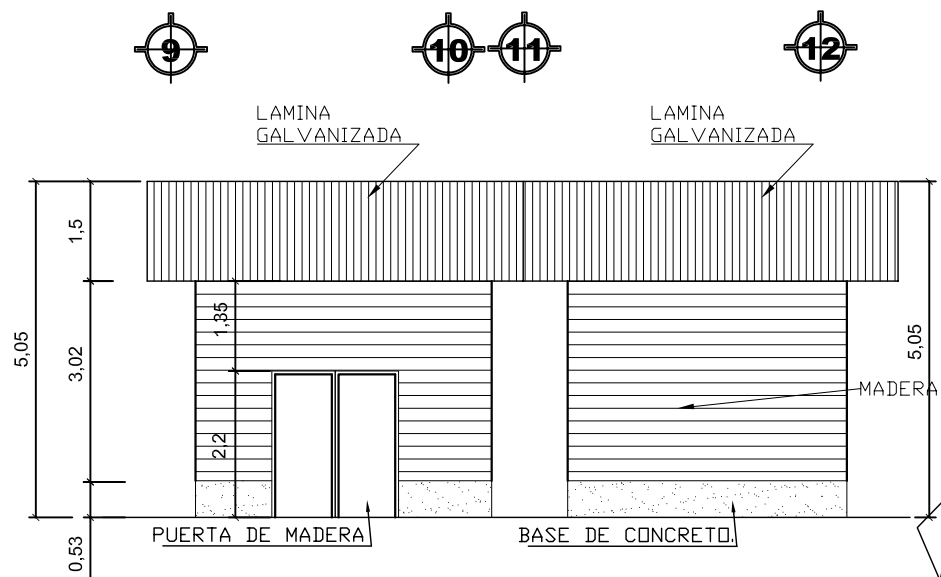 9
10
11
12
LAMINA
GALVANIZADA
LAMINA
GALVANIZADA
1,5
1,35
5,05
3,02
5,05
MADERA
2,2
PUERTA DE MADERA
BASE DE CONCRETO.
0,53